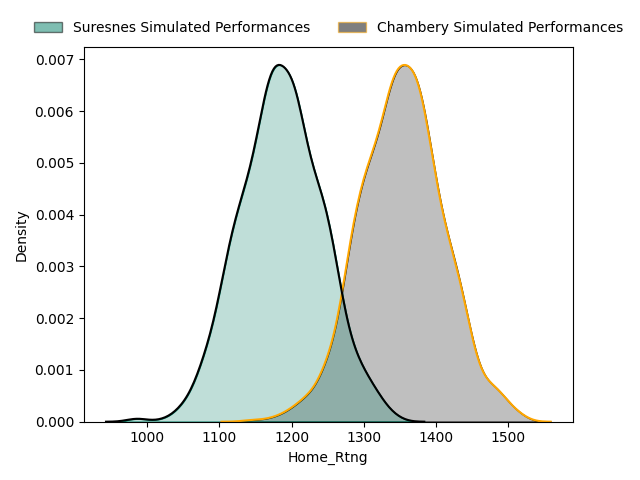 Suresnes Simulated Performances
Chambery Simulated Performances
0.007
0.006
0.005
0.004
0.003
0.002
0.001
0.000
Density
1000 1100 1200 1300 1400 1500
Home_Rtng